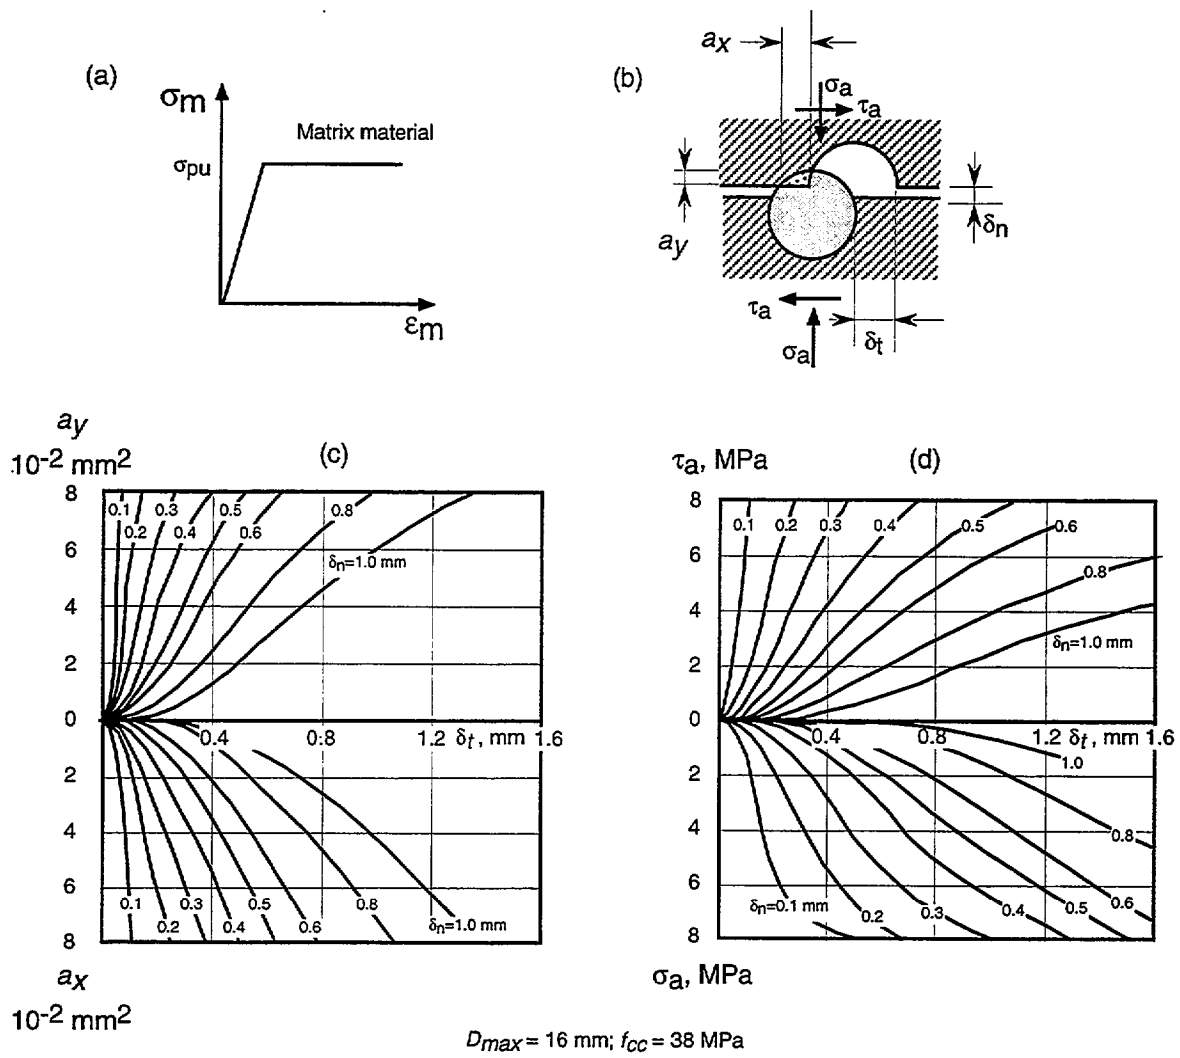 (a)
σm
Matrix material
σpu
εm
(b)
ax
σa
τa
ay
δn
τa
σa
δt
ay
10-2 mm2
(c)
8
0.1
0.3
0.5
0.8
0.2
0.4
0.6
6
δn=1.0 mm
4
2
0
0.4
0.8
1.2
δt, mm
1.6
2
4
6
0.1
0.3
0.5
0.8
δn=1.0 mm
0.2
0.4
0.6
8
ax
10-2 mm2
τa, MPa
(d)
8
0.1
0.2
0.3
0.4
0.5
0.6
6
0.8
4
δn=1.0 mm
2
0
0.4
0.8
1.2
δt, mm
1.6
1.0
2
4
0.8
6
δn=0.1 mm
0.2
0.3
0.4
0.5
0.6
8
σa, MPa
Dmax = 16 mm; fcc = 38 MPa